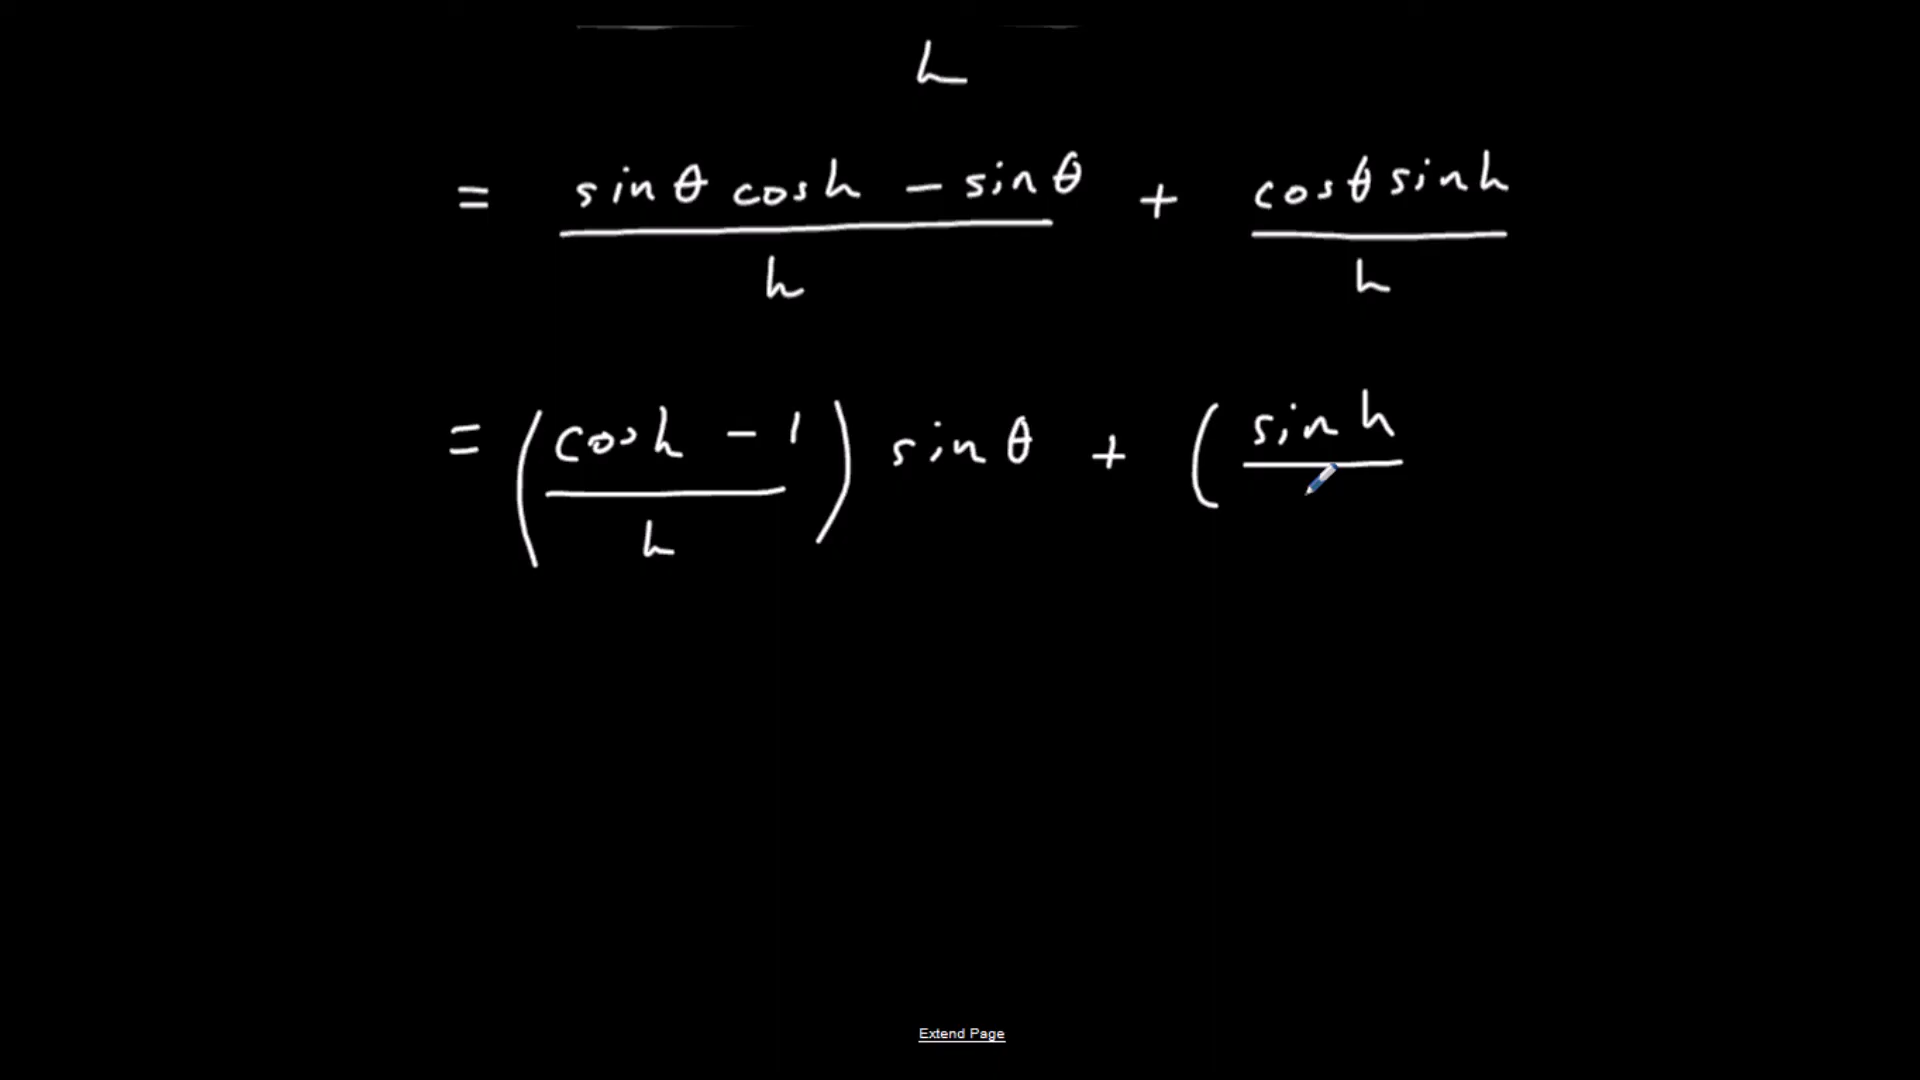 h
= sinθ cosh − sinθ + cosθ sinh
h h
= (cosh − 1) sinθ + (sinh
h
Extend Page